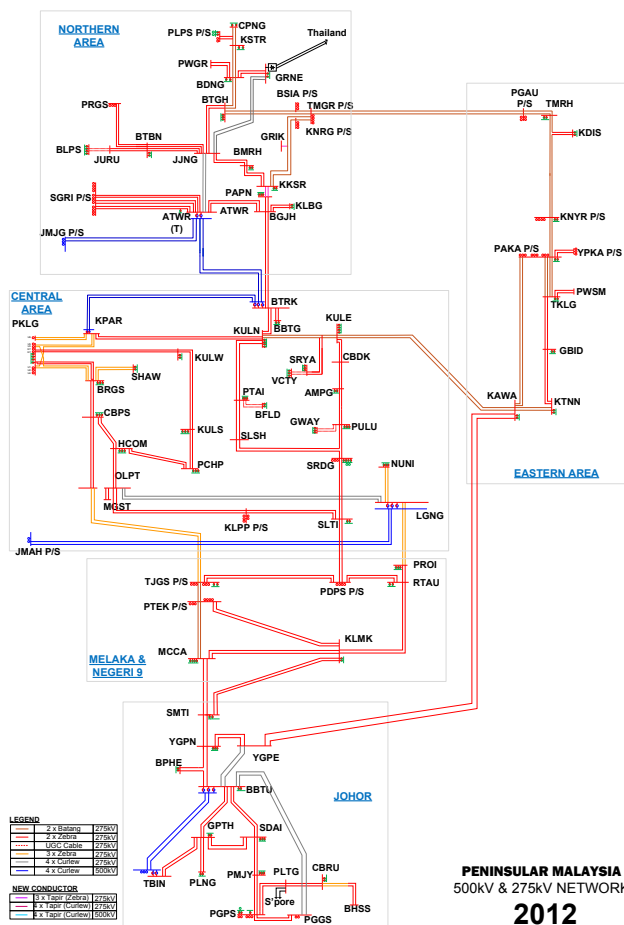 NORTHERN
AREA
CPNG
PLPS P/S
KSTR
Thailand
PWGR
BDNG
GRNE
BSIA P/S
PGAU
P/S
TMRH
PRGS
BTGH
TMGR P/S
KNRG P/S
KDIS
BTBN
GRIK
BLPS
JURU
JJNG
BMRH
KKSR
PAPN
SGRI P/S
KLBG
ATWR
(T)
ATWR
BGJH
KNYR P/S
JMJG P/S
PAKA P/S
YPKA P/S
PWSM
TKLG
CENTRAL
AREA
BTRK
KPAR
KULE
PKLG
KULN
BBTG
KULW
SRYA
CBDK
GBID
SHAW
VCTY
BRGS
PTAI
AMPG
KAWA
KTNN
CBPS
BFLD
GWAY
PULU
KULS
HCOM
SLSH
PCHP
SRDG
NUNI
EASTERN AREA
OLPT
MGST
KLPP P/S
SLTI
LGNG
JMAH P/S
PROI
TJGS P/S
PDPS P/S
RTAU
PTEK P/S
KLMK
MCCA
MELAKA &
NEGERI 9
SMTI
YGPN
YGPE
BPHE
BBTU
JOHOR
LEGEND
2 x Batang 275kV
2 x Zebra 275kV
UGC Cable 275kV
3 x Zebra 275kV
4 x Curlew 275kV
4 x Curlew 500kV
GPTH
SDAI
TBIN
PLNG
PMJY
PLTG
CBRU
S'pore
PGPS
PGGS
BHSS
NEW CONDUCTOR
3 x Tapir (Zebra) 275kV
4 x Tapir (Curlew) 275kV
4 x Tapir (Curlew) 500kV
PENINSULAR MALAYSIA
500kV & 275kV NETWORK
2012